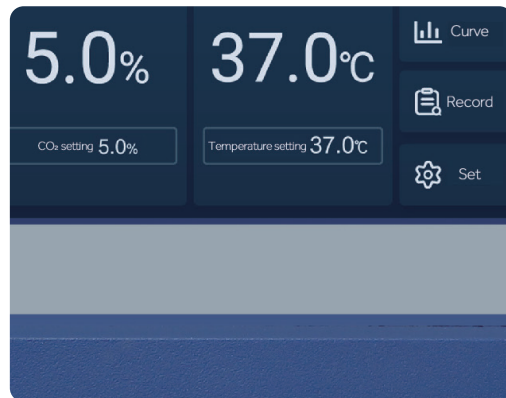 5.0%
37.0℃
CO₂ setting 5.0%
Temperature setting 37.0℃
Curve
Record
Set